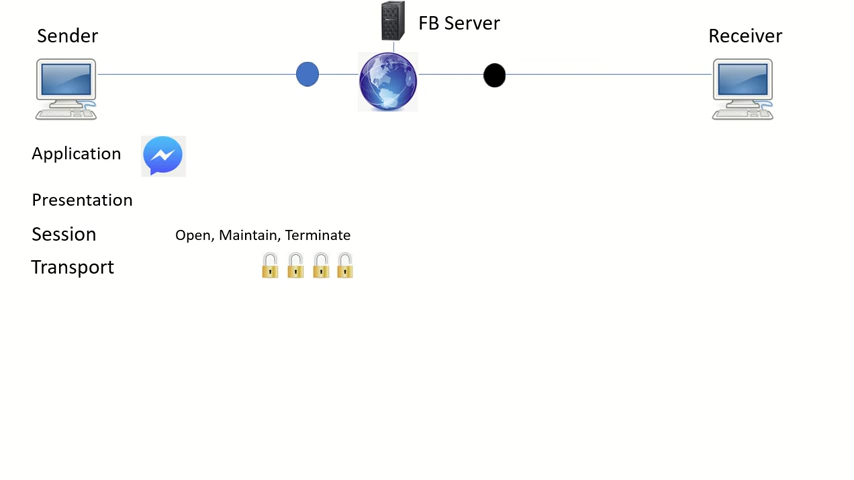 FB Server
Sender
Receiver
Application
Presentation
Session
Open, Maintain, Terminate
Transport